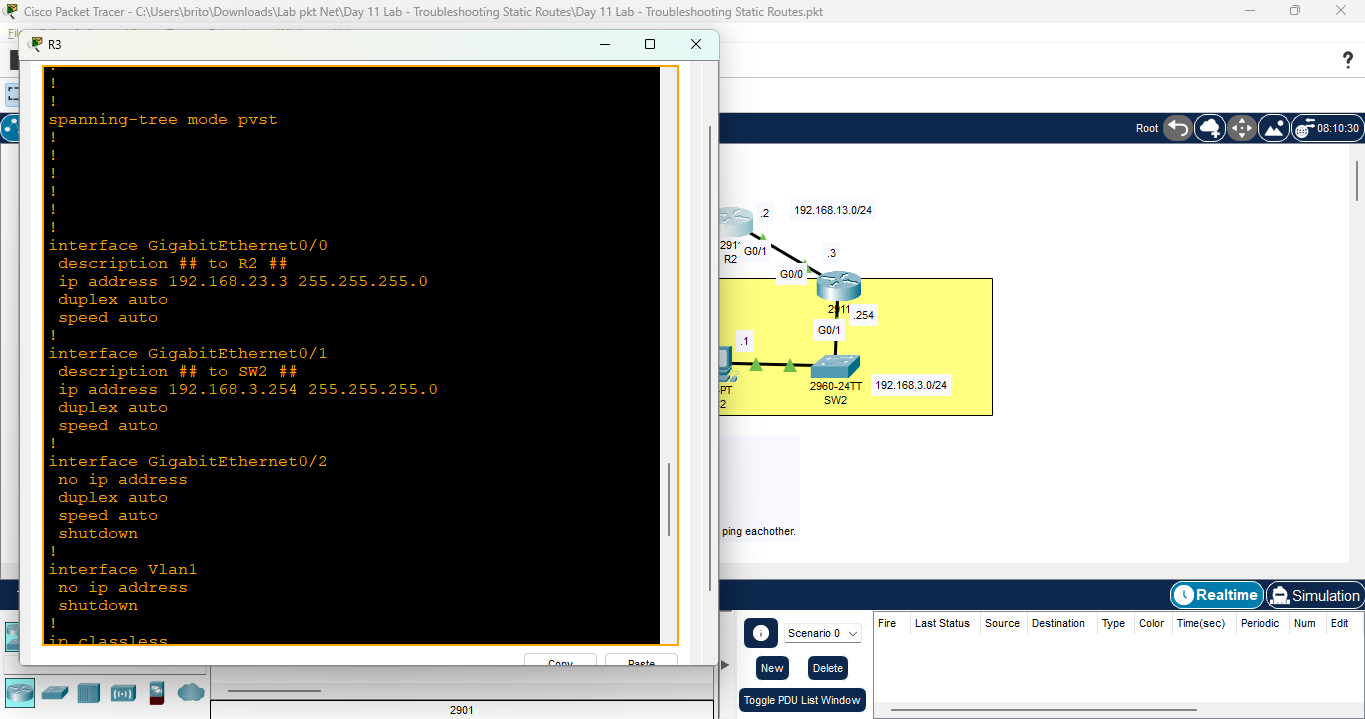 Cisco Packet Tracer - C:\Users\brito\Downloads\Lab pkt Net\Day 11 Lab - Troubleshooting Static Routes\Day 11 Lab - Troubleshooting Static Routes.pkt
R3
?
!
!
!
spanning-tree mode pvst
!
!
!
!
!
!
interface GigabitEthernet0/0
description ## to R2 ##
ip address 192.168.23.3 255.255.255.0
duplex auto
speed auto
!
interface GigabitEthernet0/1
description ## to SW2 ##
ip address 192.168.3.254 255.255.255.0
duplex auto
speed auto
!
interface GigabitEthernet0/2
no ip address
duplex auto
speed auto
shutdown
!
interface Vlan1
no ip address
shutdown
!
ip classless
Copy
Paste
Root
08:10:30
.2
192.168.13.0/24
291
R2
G0/1
.3
G0/0
2911
.254
G0/1
.1
PT
2
2960-24TT
SW2
192.168.3.0/24
ping eachother.
Realtime
Simulation
Scenario 0
New
Delete
Toggle PDU List Window
Fire
Last Status
Source
Destination
Type
Color
Time(sec)
Periodic
Num
Edit
2901